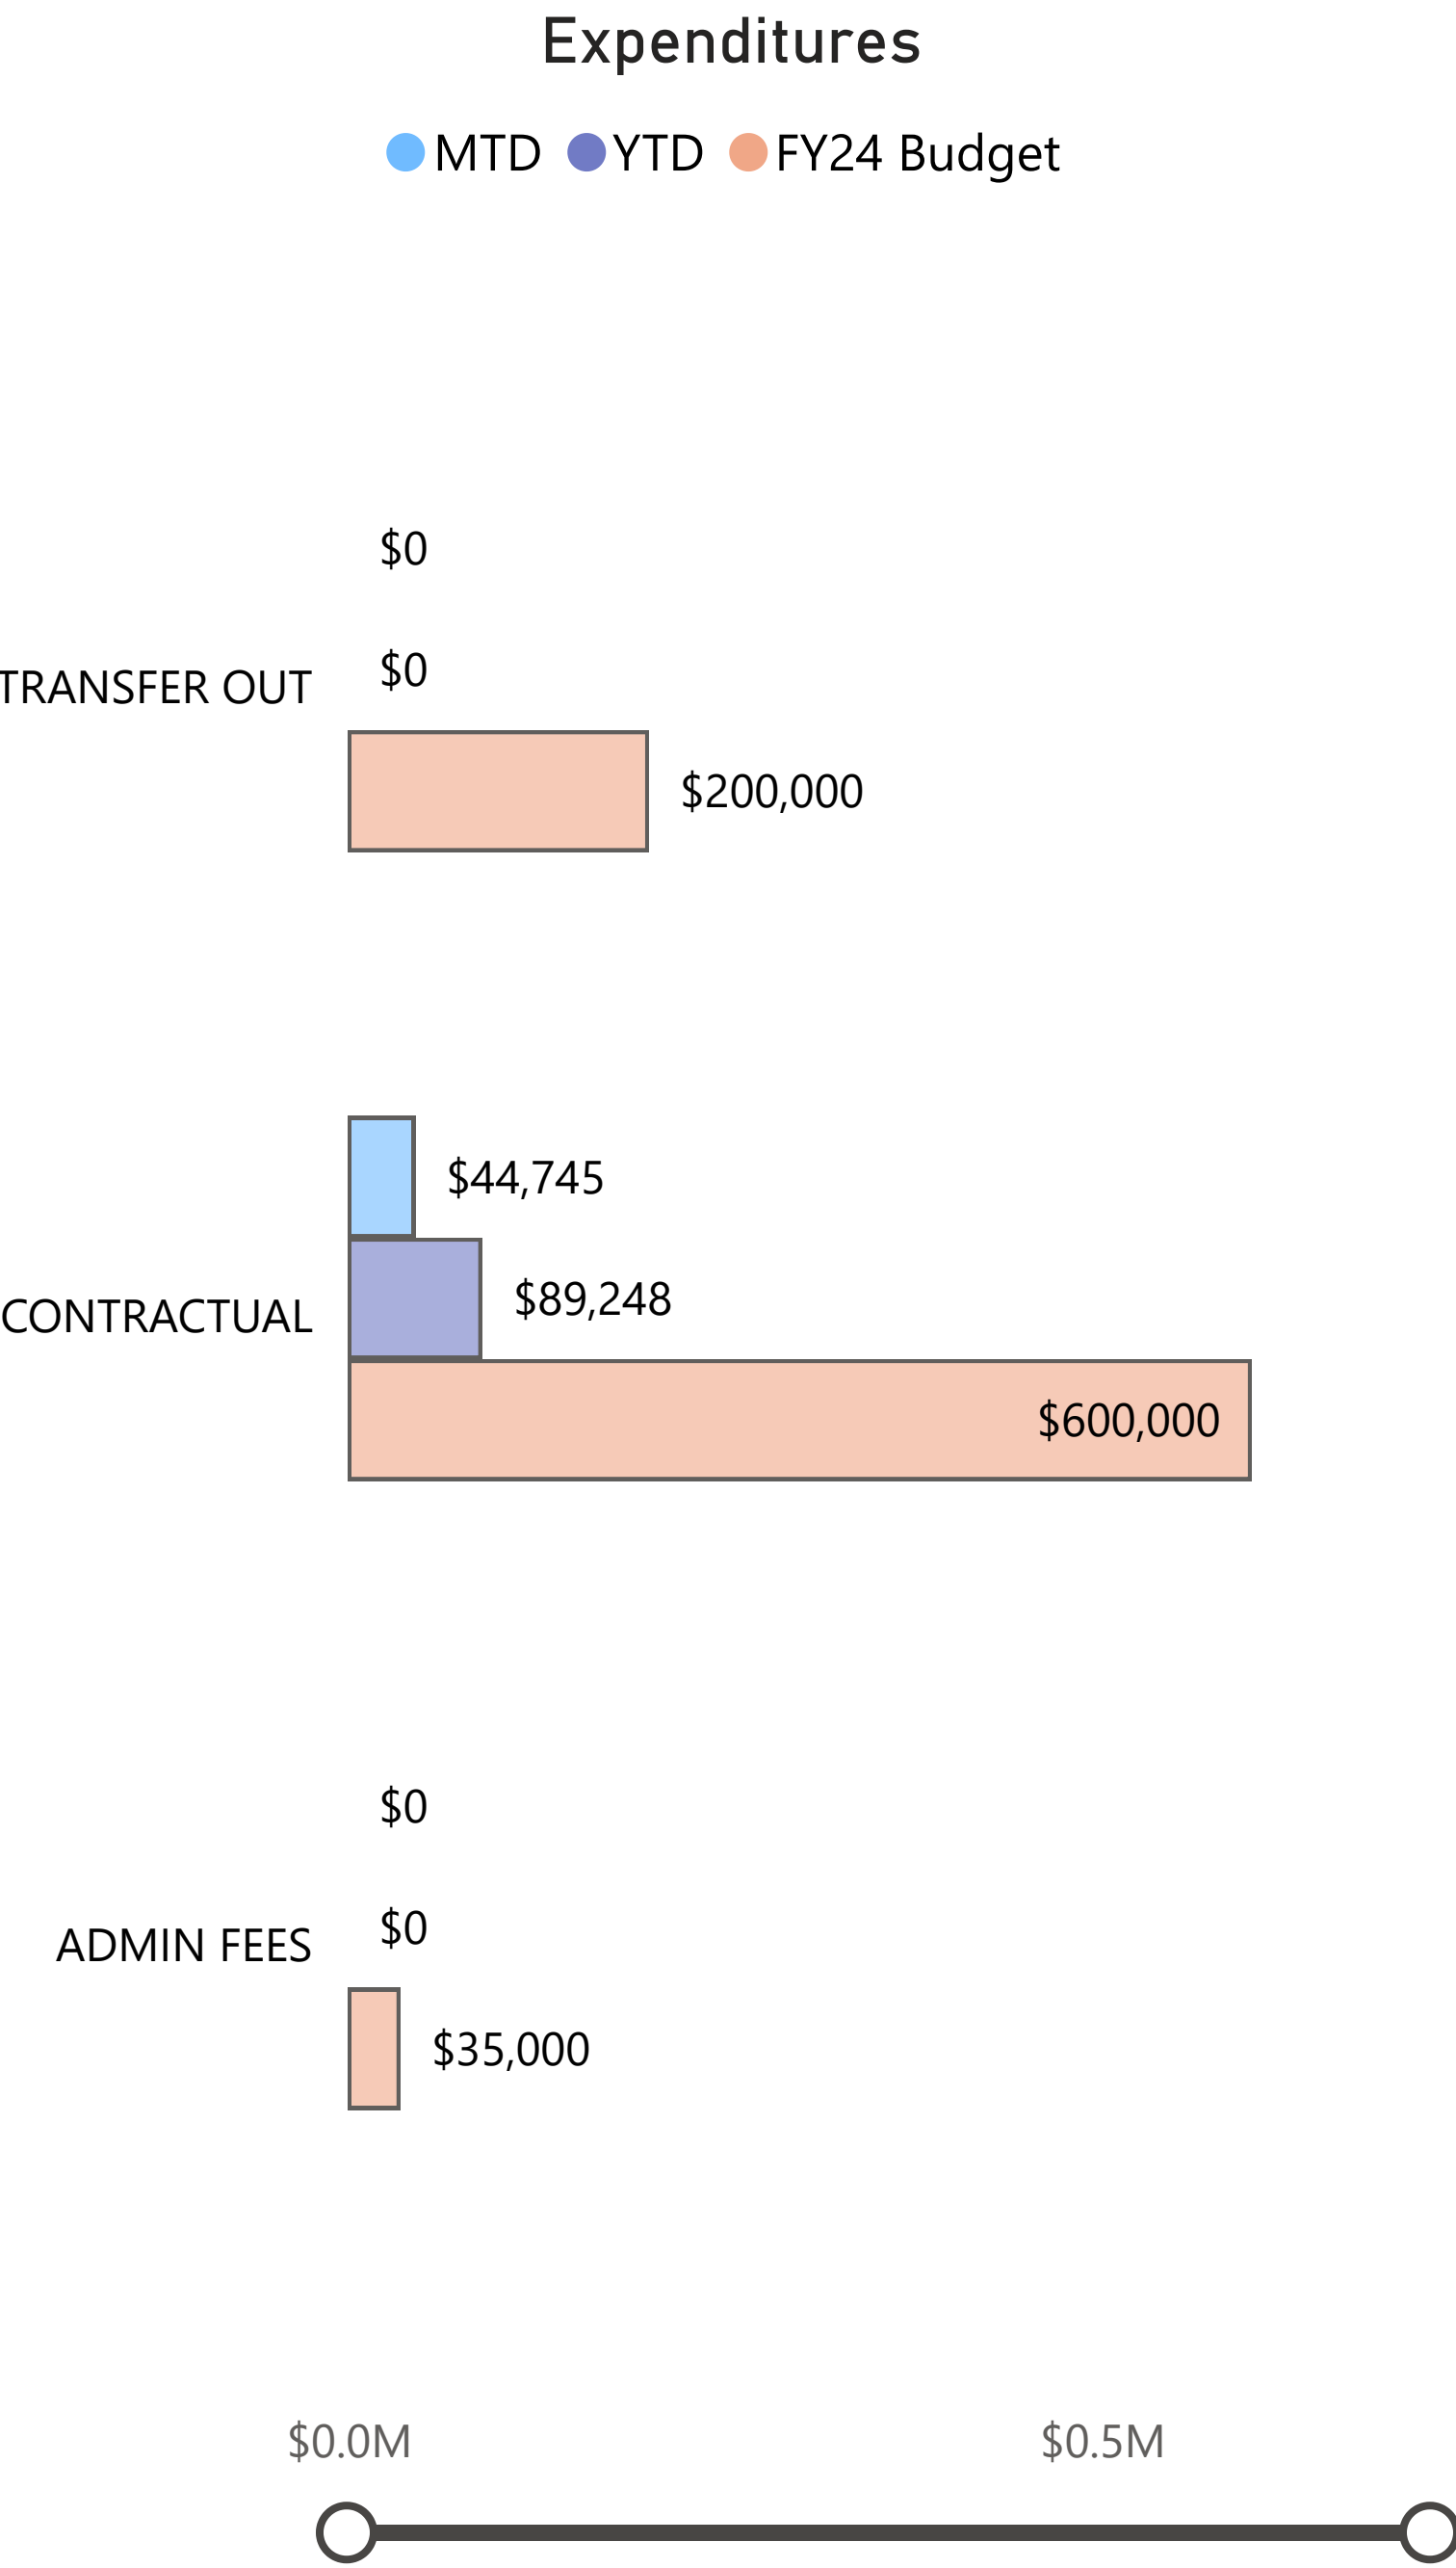 Expenditures
MTD YTD FY24 Budget
$0
$0
TRANSFER OUT
$200,000
$44,745
$89,248
CONTRACTUAL
$600,000
$0
$0
ADMIN FEES
$35,000
$0.0M $0.5M